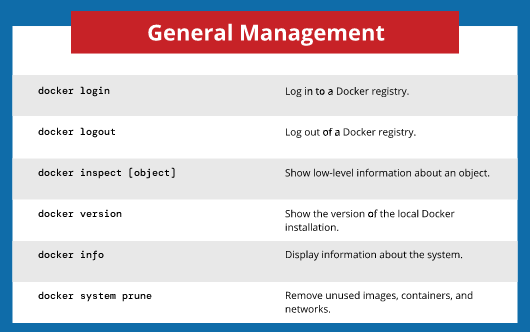 General Management
docker login
Log in to a Docker registry.
docker logout
Log out of a Docker registry.
docker inspect [object]
Show low-level information about an object.
docker version
Show the version of the local Docker
installation.
docker info
Display information about the system.
docker system prune
Remove unused images, containers, and
networks.